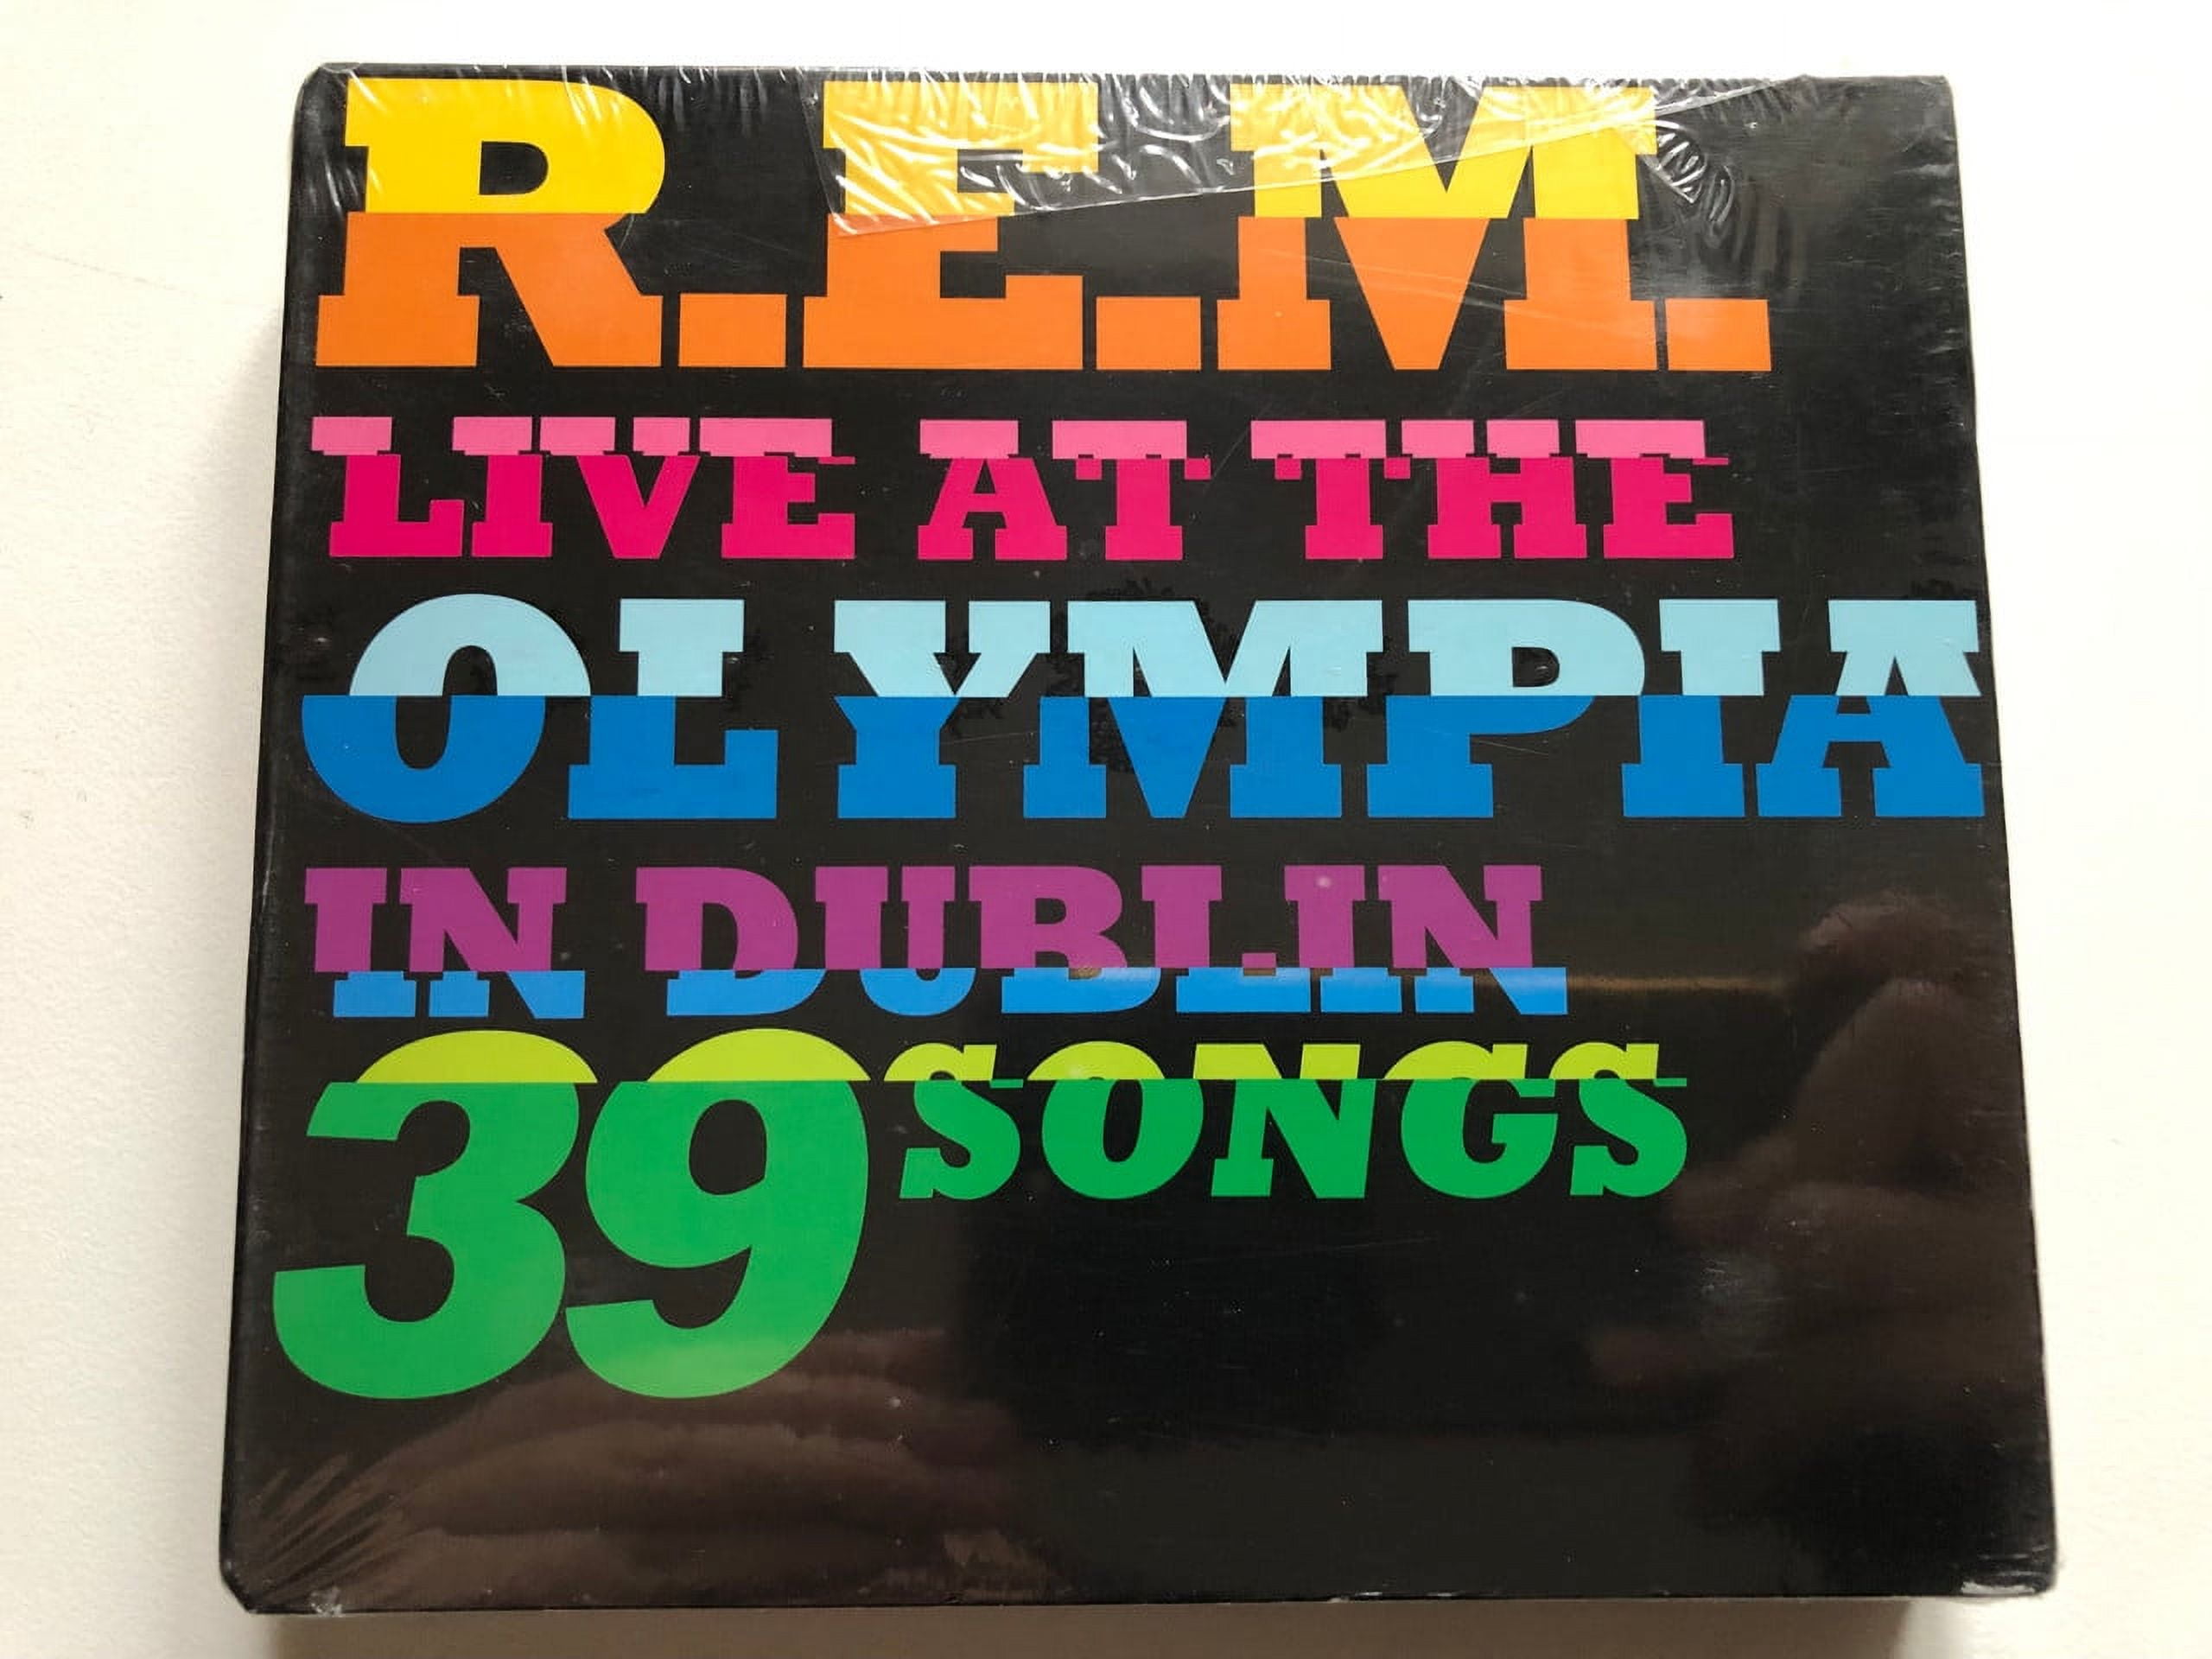 R.E.M.
LIVE AT THE
OLYMPIA
IN DUBLIN
39 SONGS